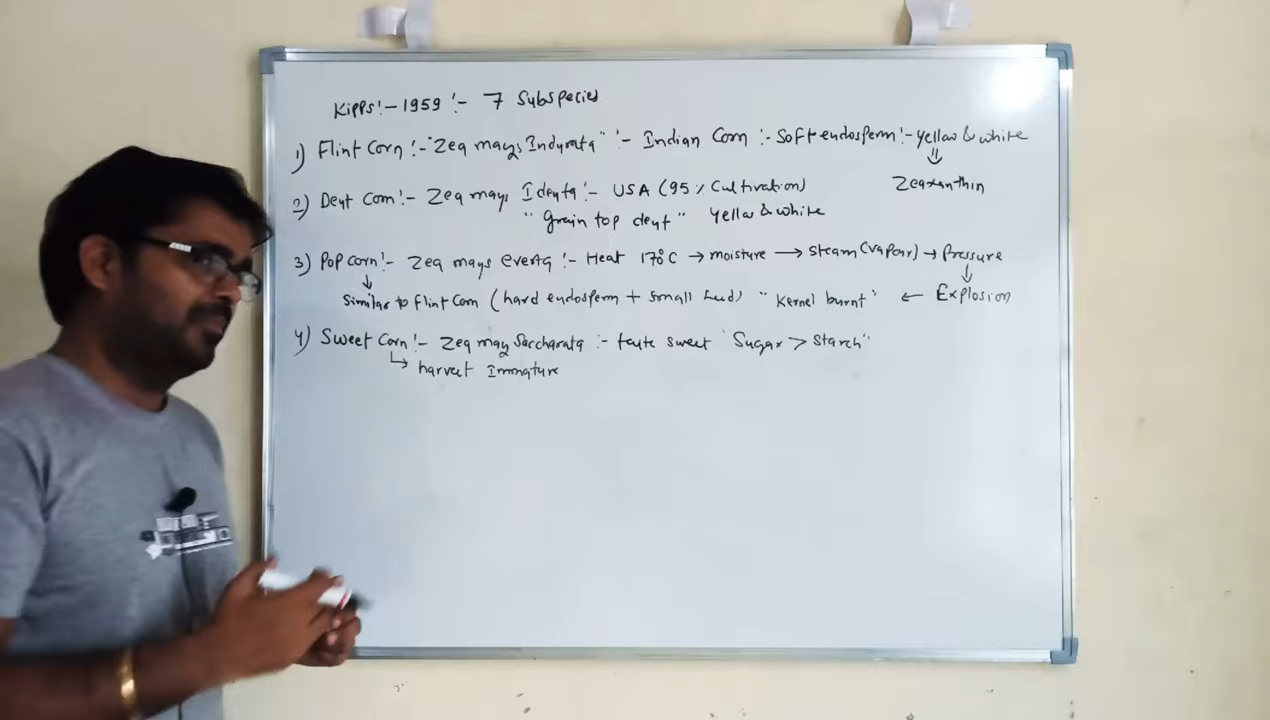 Kipps:- 1959 :- 7 Subspecies
1) Flint Corn :- "Zea mays Indurata" :- Indian Corn :- Soft endosperm :- yellow & white
⇓
Zeaxanthin
2) Dent Corn :- Zea mays Identa :- USA (95% Cultivation)
"grain top dent" yellow & white
3) Pop corn :- Zea mays everta :- Heat 170°C → moisture → Steam (vapour) → Pressure
↓ ↓
Similar to Flint Corn (hard endosperm + small seed) "Kernel burnt" ← Explosion
4) Sweet Corn :- Zea may Saccharata :- taste sweet "Sugar > Starch"
↳ harvest Immature